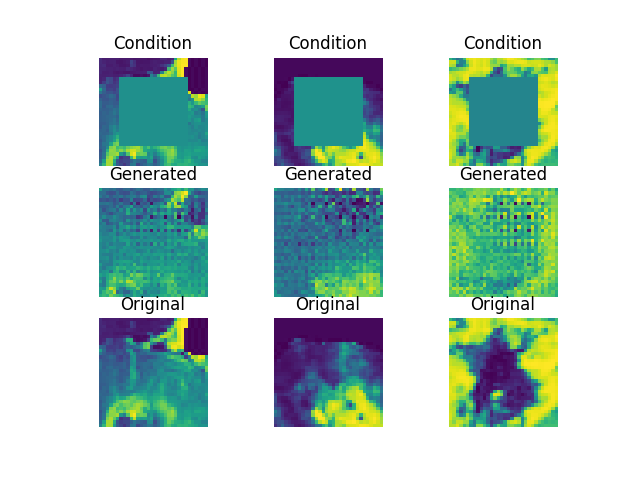 Condition Condition Condition
Generated Generated Generated
Original Original Original